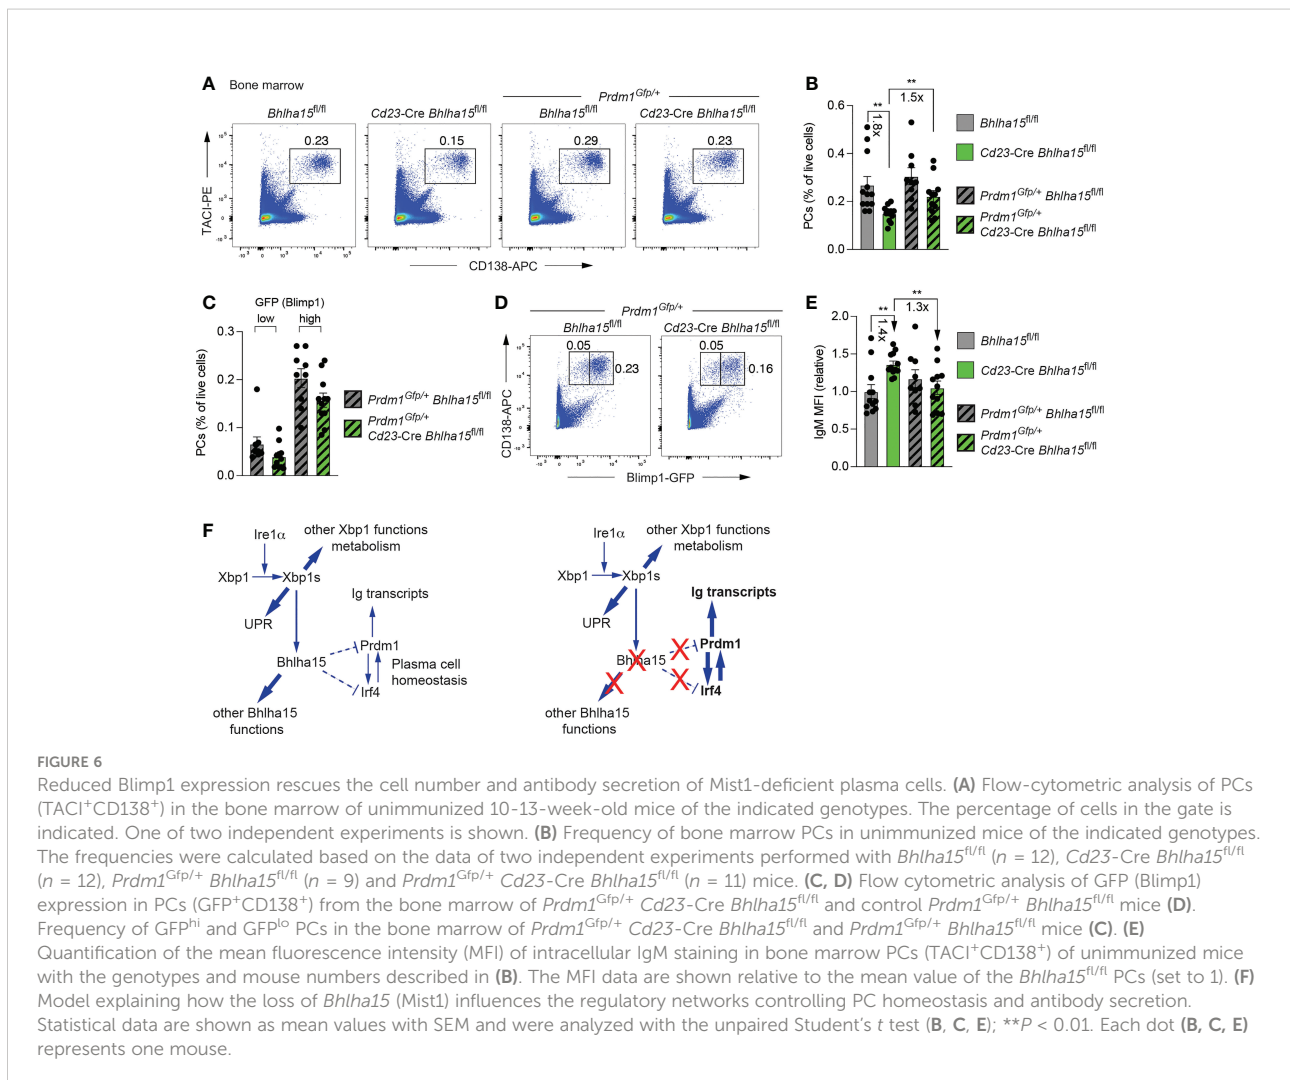 A Bone marrow
Prdm1Gfp/+
Bhlha15fl/fl Cd23-Cre Bhlha15fl/fl Bhlha15fl/fl Cd23-Cre Bhlha15fl/fl
0.23 0.15 0.29 0.23
TACI-PE
CD138-APC
B
** **
1.8x 1.5x
0.6
0.4
0.2
0.0
PCs (% of live cells)
Bhlha15fl/fl
Cd23-Cre Bhlha15fl/fl
Prdm1Gfp/+ Bhlha15fl/fl
Prdm1Gfp/+
Cd23-Cre Bhlha15fl/fl
C
GFP (Blimp1)
low high
0.3
0.2
0.1
0.0
PCs (% of live cells)
Prdm1Gfp/+ Bhlha15fl/fl
Prdm1Gfp/+
Cd23-Cre Bhlha15fl/fl
D
Prdm1Gfp/+
Bhlha15fl/fl Cd23-Cre Bhlha15fl/fl
0.05 0.05
0.23 0.16
CD138-APC
Blimp1-GFP
E
** **
1.4x 1.3x
2.0
1.5
1.0
0.5
0.0
IgM MFI (relative)
Bhlha15fl/fl
Cd23-Cre Bhlha15fl/fl
Prdm1Gfp/+ Bhlha15fl/fl
Prdm1Gfp/+
Cd23-Cre Bhlha15fl/fl
F
Ire1α
other Xbp1 functions
metabolism
Xbp1 Xbp1s
Ig transcripts
UPR
Prdm1
Bhlha15
Plasma cell
homeostasis
Irf4
other Bhlha15
functions
Ire1α
other Xbp1 functions
metabolism
Xbp1 Xbp1s
Ig transcripts
UPR
Prdm1
Bhlha15
Irf4
other Bhlha15
functions
FIGURE 6
Reduced Blimp1 expression rescues the cell number and antibody secretion of Mist1-deficient plasma cells. (A) Flow-cytometric analysis of PCs
(TACI+CD138+) in the bone marrow of unimmunized 10-13-week-old mice of the indicated genotypes. The percentage of cells in the gate is
indicated. One of two independent experiments is shown. (B) Frequency of bone marrow PCs in unimmunized mice of the indicated genotypes.
The frequencies were calculated based on the data of two independent experiments performed with Bhlha15fl/fl (n = 12), Cd23-Cre Bhlha15fl/fl
(n = 12), Prdm1Gfp/+ Bhlha15fl/fl (n = 9) and Prdm1Gfp/+ Cd23-Cre Bhlha15fl/fl (n = 11) mice. (C, D) Flow cytometric analysis of GFP (Blimp1)
expression in PCs (GFP+CD138+) from the bone marrow of Prdm1Gfp/+ Cd23-Cre Bhlha15fl/fl and control Prdm1Gfp/+ Bhlha15fl/fl mice (D).
Frequency of GFPhi and GFPlo PCs in the bone marrow of Prdm1Gfp/+ Cd23-Cre Bhlha15fl/fl and Prdm1Gfp/+ Bhlha15fl/fl mice (C). (E)
Quantification of the mean fluorescence intensity (MFI) of intracellular IgM staining in bone marrow PCs (TACI+CD138+) of unimmunized mice
with the genotypes and mouse numbers described in (B). The MFI data are shown relative to the mean value of the Bhlha15fl/fl PCs (set to 1). (F)
Model explaining how the loss of Bhlha15 (Mist1) influences the regulatory networks controlling PC homeostasis and antibody secretion.
Statistical data are shown as mean values with SEM and were analyzed with the unpaired Student's t test (B, C, E); **P < 0.01. Each dot (B, C, E)
represents one mouse.